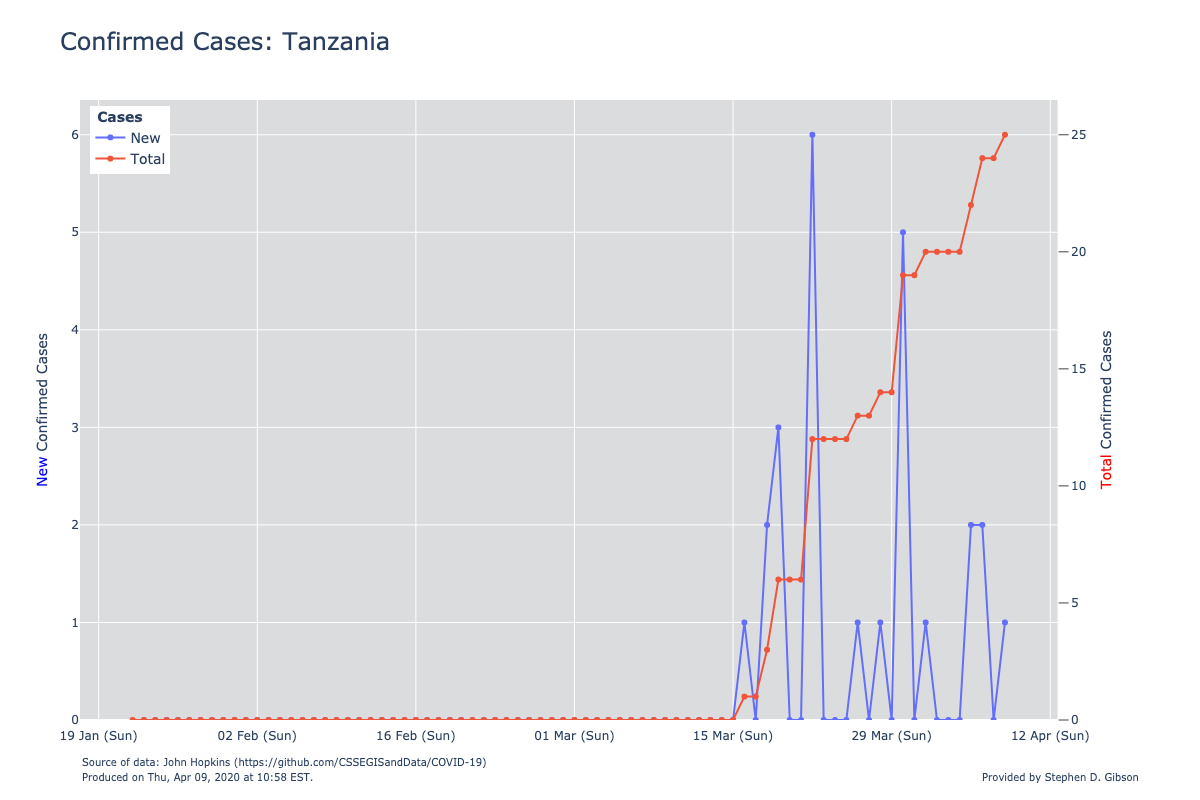 Confirmed Cases: Tanzania
Cases
New
Total
6
5
4
3
2
1
0
25
20
15
10
5
0
New Confirmed Cases
Total Confirmed Cases
19 Jan (Sun)
02 Feb (Sun)
16 Feb (Sun)
01 Mar (Sun)
15 Mar (Sun)
29 Mar (Sun)
12 Apr (Sun)
Source of data: John Hopkins (https://github.com/CSSEGISandData/COVID-19)
Produced on Thu, Apr 09, 2020 at 10:58 EST.
Provided by Stephen D. Gibson